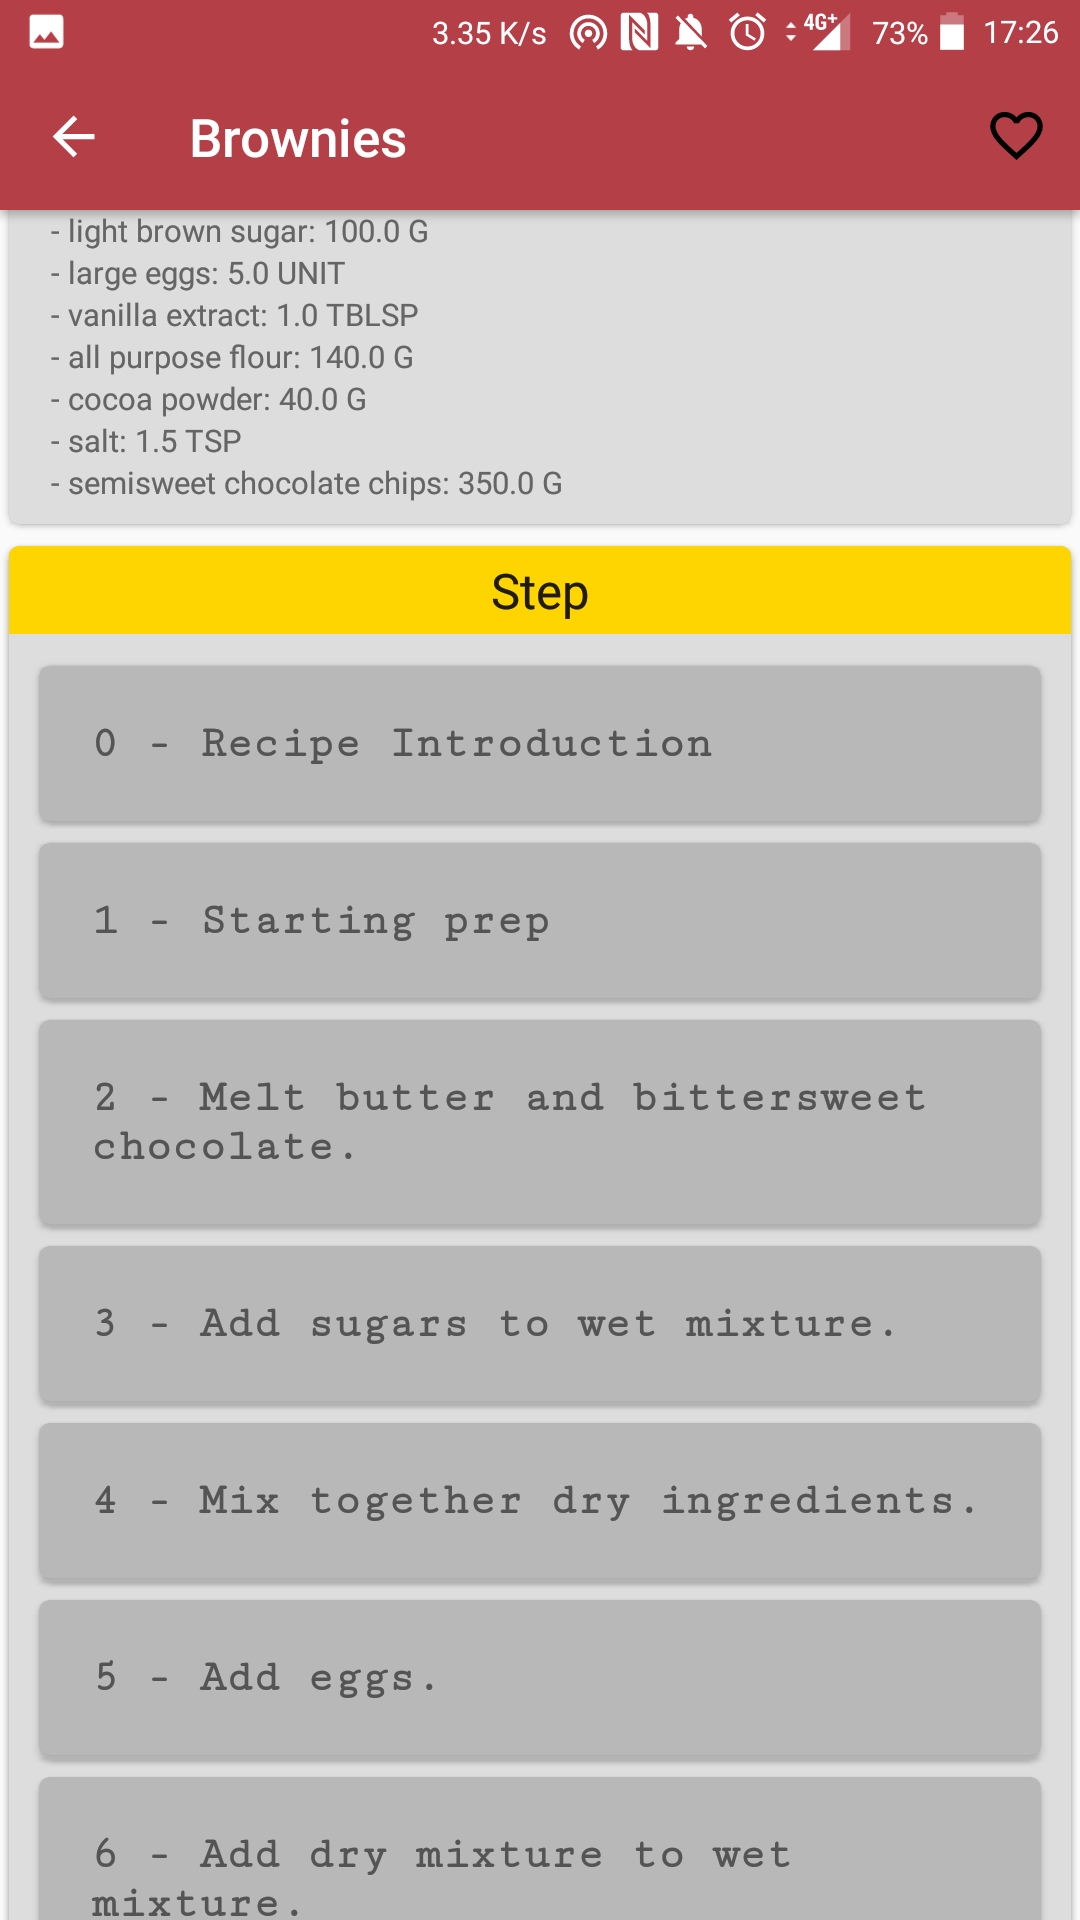 3.35 K/s 4G+ 73% 17:26
Brownies
- light brown sugar: 100.0 G
- large eggs: 5.0 UNIT
- vanilla extract: 1.0 TBLSP
- all purpose flour: 140.0 G
- cocoa powder: 40.0 G
- salt: 1.5 TSP
- semisweet chocolate chips: 350.0 G
Step
0 - Recipe Introduction
1 - Starting prep
2 - Melt butter and bittersweet
chocolate.
3 - Add sugars to wet mixture.
4 - Mix together dry ingredients.
5 - Add eggs.
6 - Add dry mixture to wet
mixture.